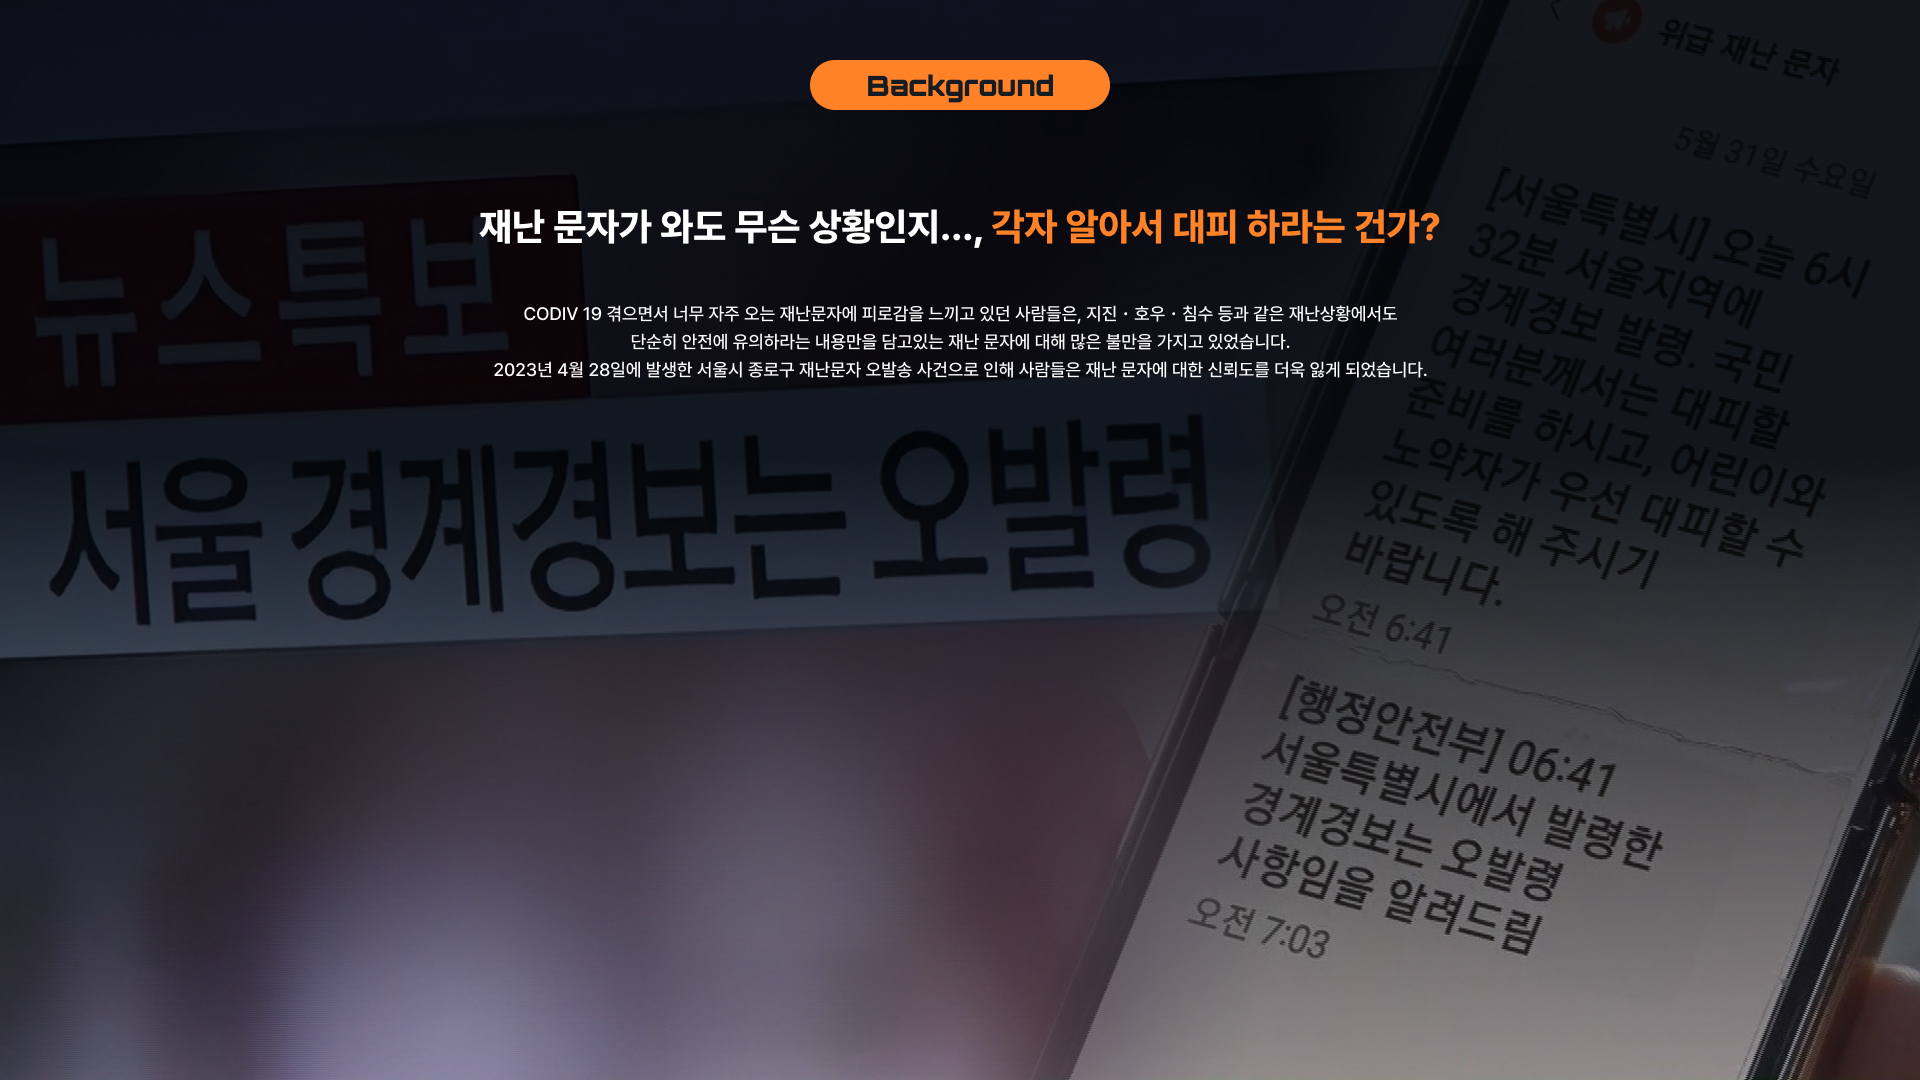 Background
재난 문자가 와도 무슨 상황인지..., 각자 알아서 대피 하라는 건가?
CODIV 19 겪으면서 너무 자주 오는 재난문자에 피로감을 느끼고 있던 사람들은, 지진 · 호우 · 침수 등과 같은 재난상황에서도
단순히 안전에 유의하라는 내용만을 담고있는 재난 문자에 대해 많은 불만을 가지고 있었습니다.
2023년 4월 28일에 발생한 서울시 종로구 재난문자 오발송 사건으로 인해 사람들은 재난 문자에 대한 신뢰도를 더욱 잃게 되었습니다.
뉴스특보
서울 경계경보는 오발령
위급 재난 문자
5월 31일 수요일
[서울특별시] 오늘 6시
32분 서울지역에
경계경보 발령. 국민
여러분께서는 대피할
준비를 하시고, 어린이와
노약자가 우선 대피할 수
있도록 해 주시기
바랍니다.
오전 6:41
[행정안전부] 06:41
서울특별시에서 발령한
경계경보는 오발령
사항임을 알려드림
오전 7:03